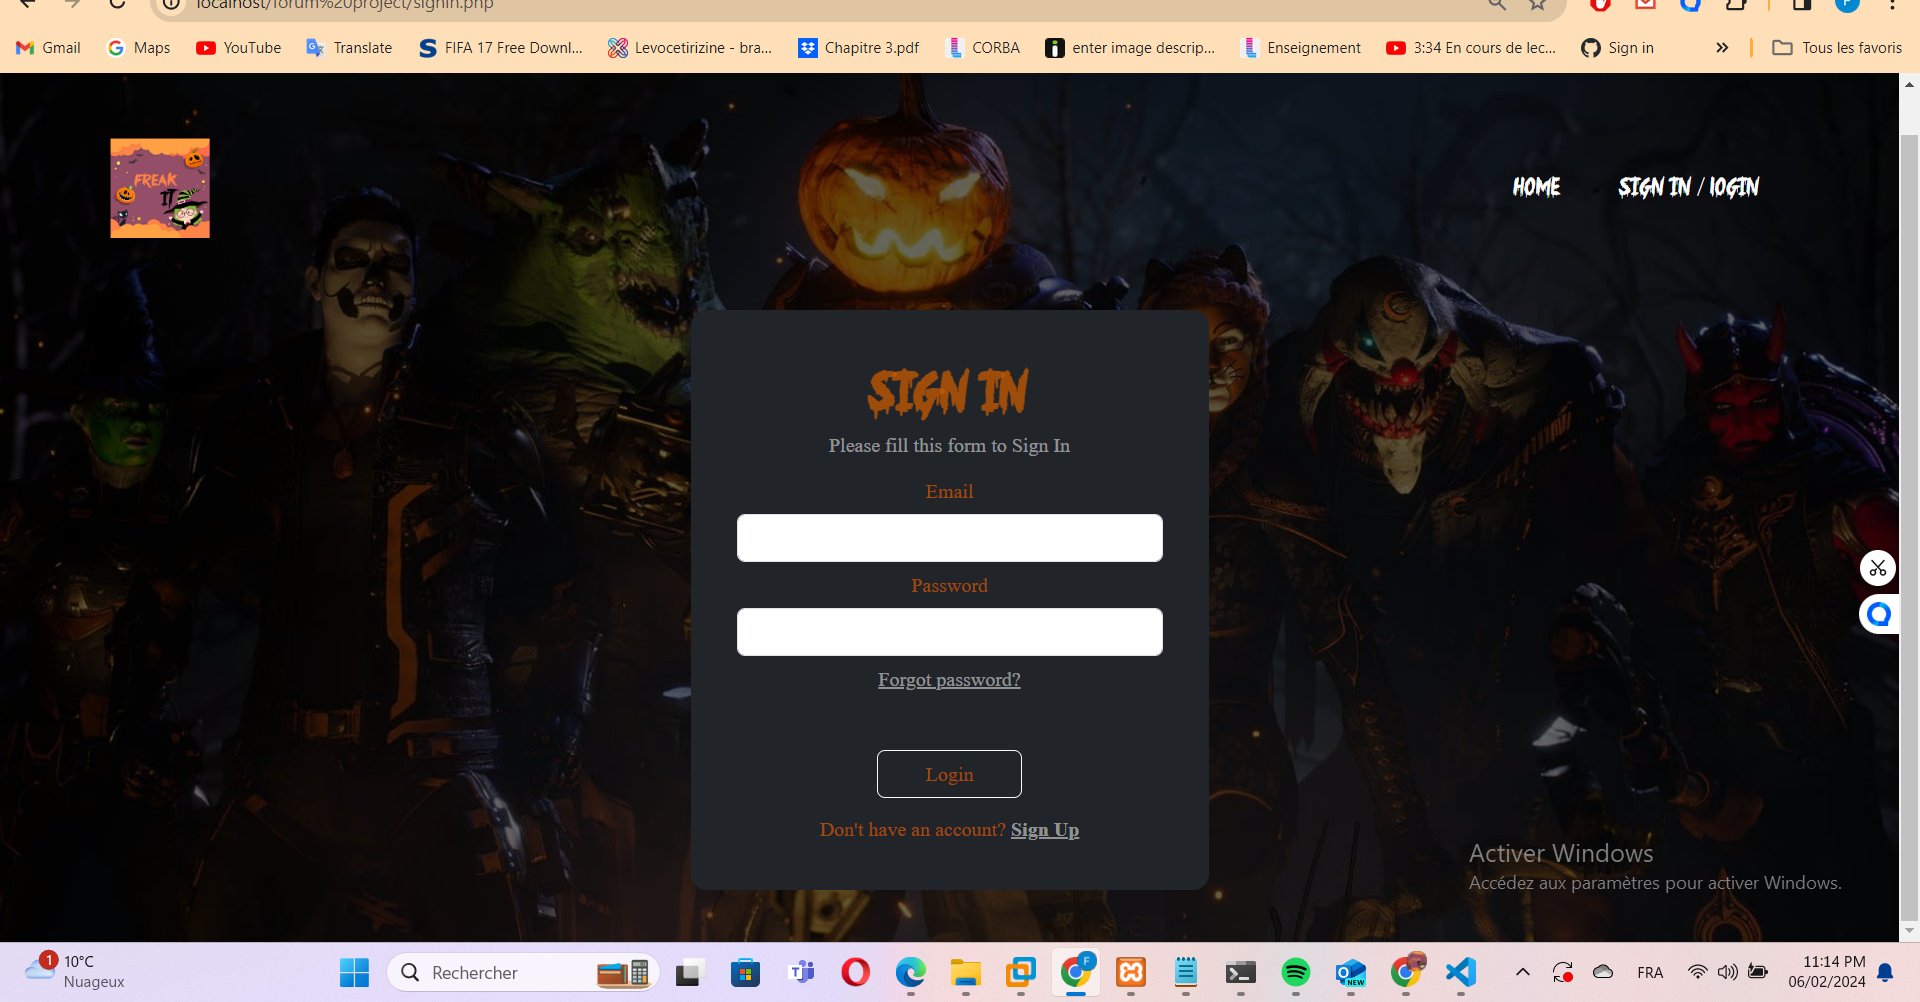 localhost/forum%20project/signin.php
Gmail
Maps
YouTube
Translate
FIFA 17 Free Downl...
Levocetirizine - bra...
Chapitre 3.pdf
CORBA
enter image descrip...
Enseignement
3:34 En cours de lec...
Sign in
Tous les favoris
FREAK
IT
HOME
SIGN IN / LOGIN
SIGN IN
Please fill this form to Sign In
Email
Password
Forgot password?
Login
Don't have an account? Sign Up
Activer Windows
Accédez aux paramètres pour activer Windows.
1
10°C
Nuageux
Rechercher
F
NEW
FRA
11:14 PM
06/02/2024